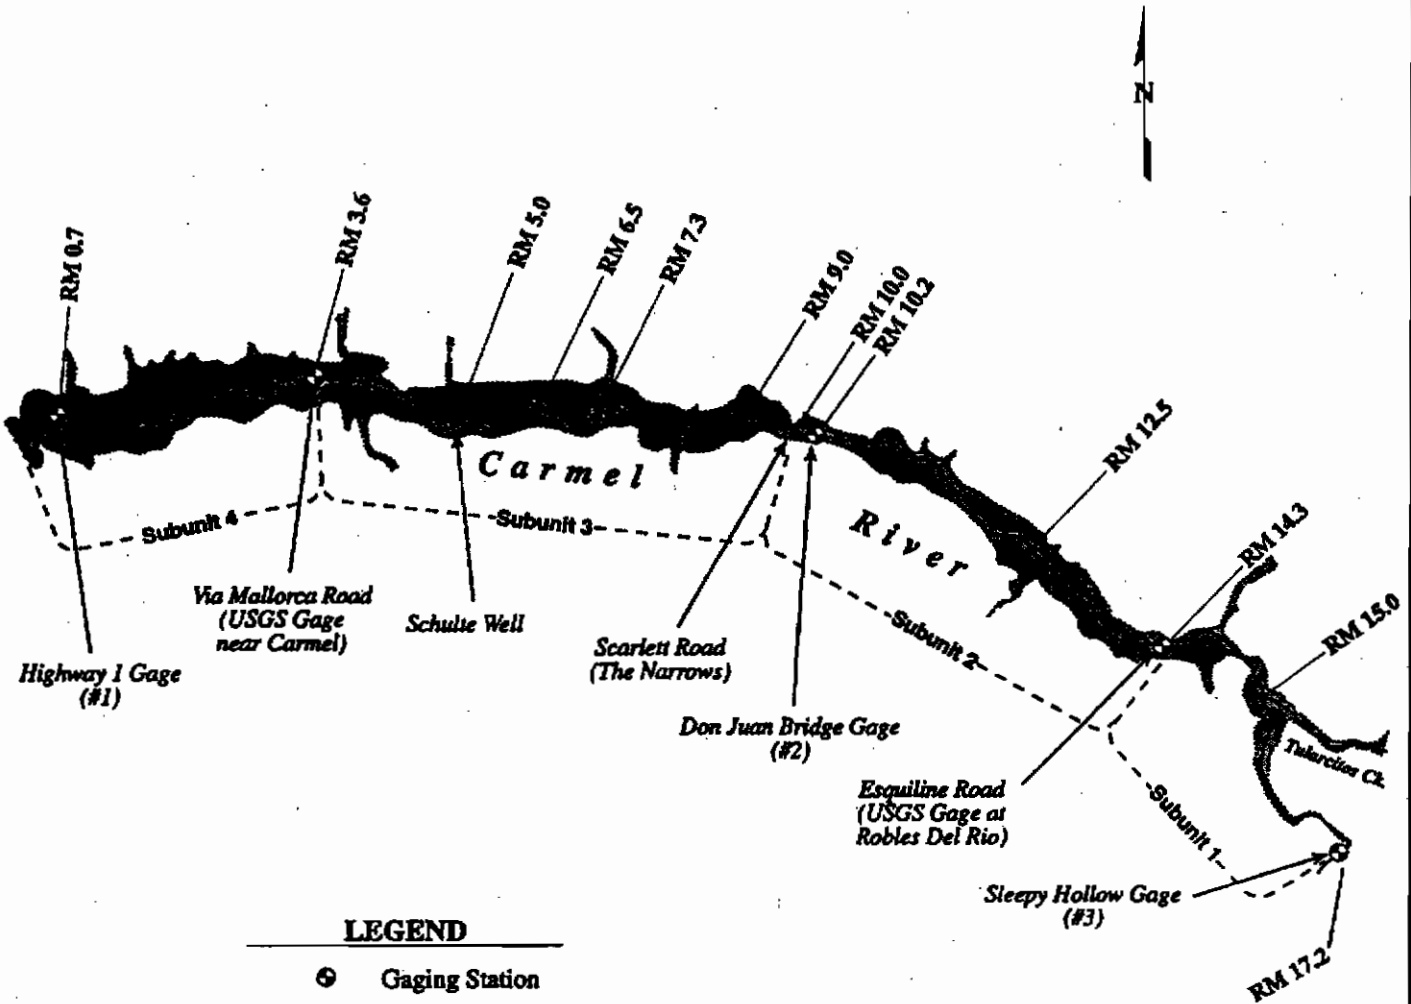 N
RM 0.7
RM 3.6
RM 5.0
RM 6.5
RM 7.3
RM 9.0
RM 10.0
RM 10.2
RM 12.5
RM 14.3
RM 15.0
Carmel
River
Subunit 4
Subunit 3
Subunit 2
Subunit 1
Tularcitos Ck.
Highway 1 Gage
(#1)
Via Mallorca Road
(USGS Gage
near Carmel)
Schulte Well
Scarlett Road
(The Narrows)
Don Juan Bridge Gage
(#2)
Esquiline Road
(USGS Gage at
Robles Del Rio)
Sleepy Hollow Gage
(#3)
RM 17.2
LEGEND
Gaging Station